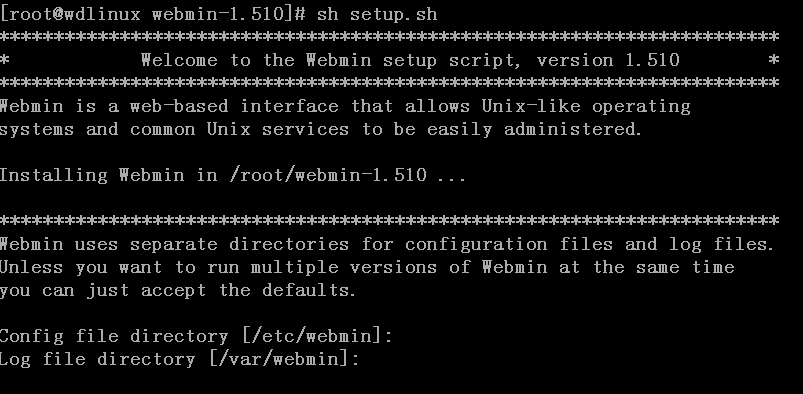 [root@wdlinux webmin-1.510]# sh setup.sh
***********************************************************************
*            Welcome to the Webmin setup script, version 1.510        *
***********************************************************************
Webmin is a web-based interface that allows Unix-like operating
systems and common Unix services to be easily administered.
Installing Webmin in /root/webmin-1.510 ...
***********************************************************************
Webmin uses separate directories for configuration files and log files.
Unless you want to run multiple versions of Webmin at the same time
you can just accept the defaults.
Config file directory [/etc/webmin]:
Log file directory [/var/webmin]: